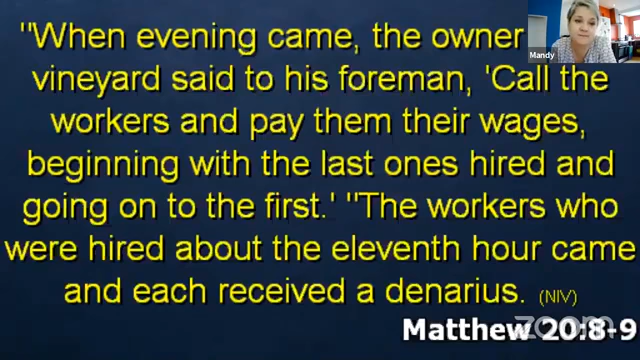 "When evening came, the owner
Mandy
vineyard said to his foreman, 'Call the
workers and pay them their wages,
beginning with the last ones hired and
going on to the first.' "The workers who
were hired about the eleventh hour came
and each received a denarius. (NIV)
zoom
Matthew 20:8-9